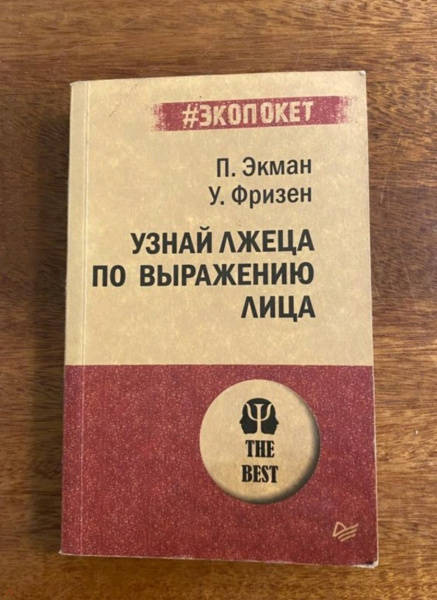 #ЭКОПОКЕТ
П. Экман
У. Фризен
УЗНАЙ ЛЖЕЦА
ПО ВЫРАЖЕНИЮ
ЛИЦА
Ψ
THE
BEST